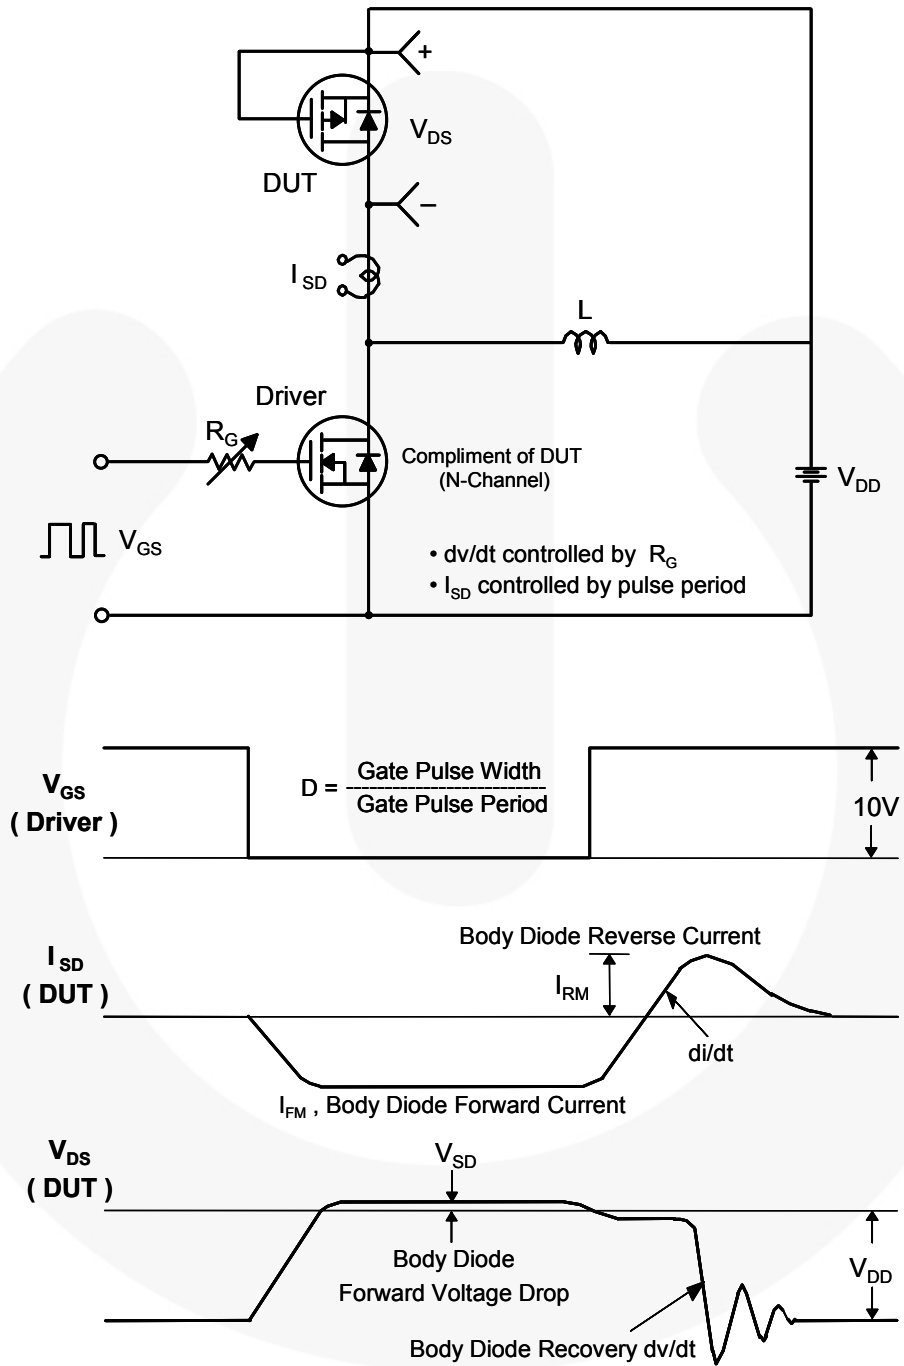 +
V_DS
DUT
−
I_SD
L
Driver
R_G
Compliment of DUT
(N-Channel)
V_DD
V_GS
• dv/dt controlled by R_G
• I_SD controlled by pulse period
V_GS
( Driver )
D = Gate Pulse Width
--------------------------
Gate Pulse Period
10V
I_SD
( DUT )
Body Diode Reverse Current
I_RM
di/dt
I_FM , Body Diode Forward Current
V_DS
( DUT )
V_SD
Body Diode
Forward Voltage Drop
V_DD
Body Diode Recovery dv/dt